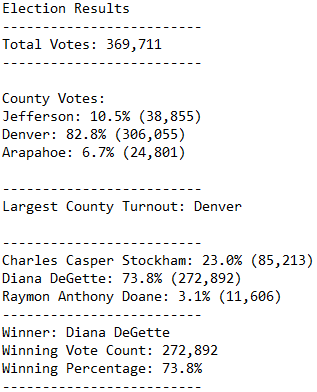 Election Results
-------------------------
Total Votes: 369,711
-------------------------
County Votes:
Jefferson: 10.5% (38,855)
Denver: 82.8% (306,055)
Arapahoe: 6.7% (24,801)
-------------------------
Largest County Turnout: Denver
-------------------------
Charles Casper Stockham: 23.0% (85,213)
Diana DeGette: 73.8% (272,892)
Raymon Anthony Doane: 3.1% (11,606)
-------------------------
Winner: Diana DeGette
Winning Vote Count: 272,892
Winning Percentage: 73.8%
-------------------------